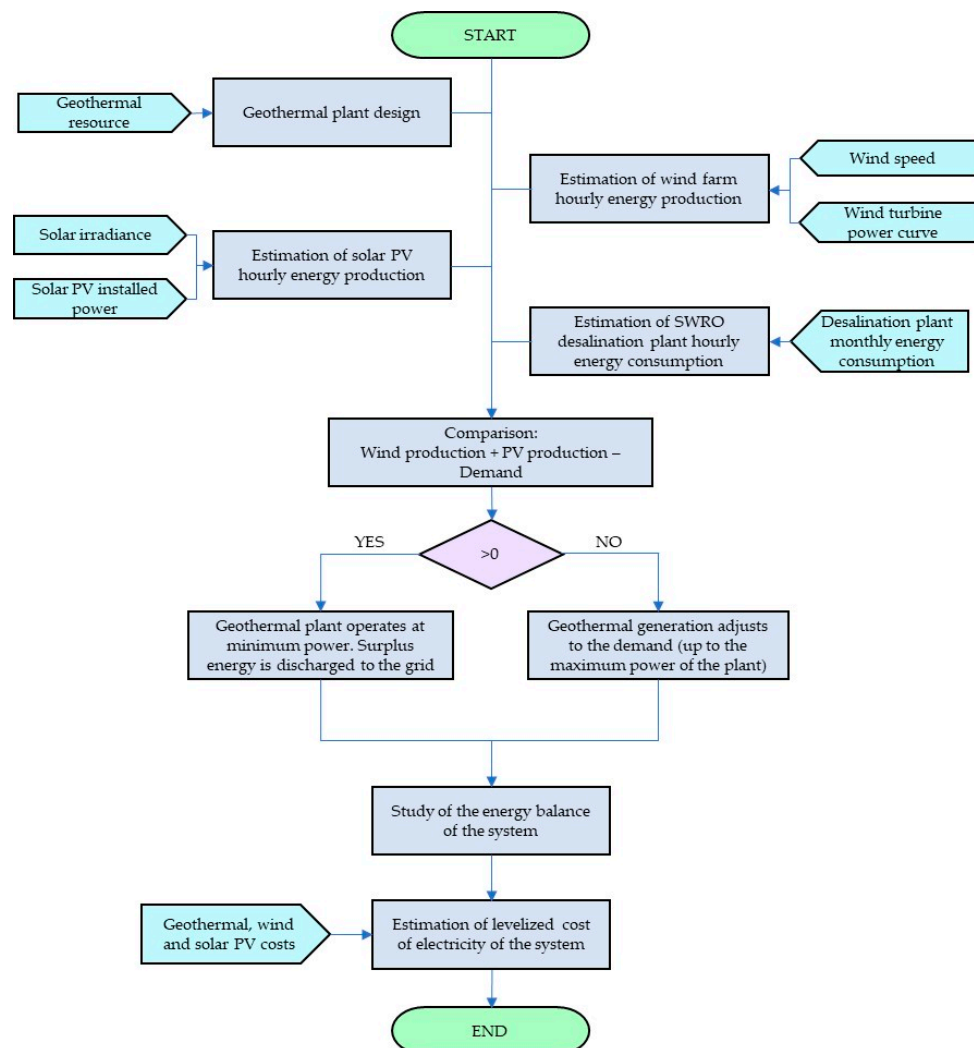 START
Geothermal
resource
Geothermal plant design
Wind speed
Estimation of wind farm
hourly energy production
Wind turbine
power curve
Solar irradiance
Estimation of solar PV
hourly energy production
Solar PV installed
power
Estimation of SWRO
desalination plant hourly
energy consumption
Desalination plant
monthly energy
consumption
Comparison:
Wind production + PV production –
Demand
YES
>0
NO
Geothermal plant operates at
minimum power. Surplus
energy is discharged to the grid
Geothermal generation adjusts
to the demand (up to the
maximum power of the plant)
Study of the energy balance
of the system
Geothermal, wind
and solar PV costs
Estimation of levelized cost
of electricity of the system
END